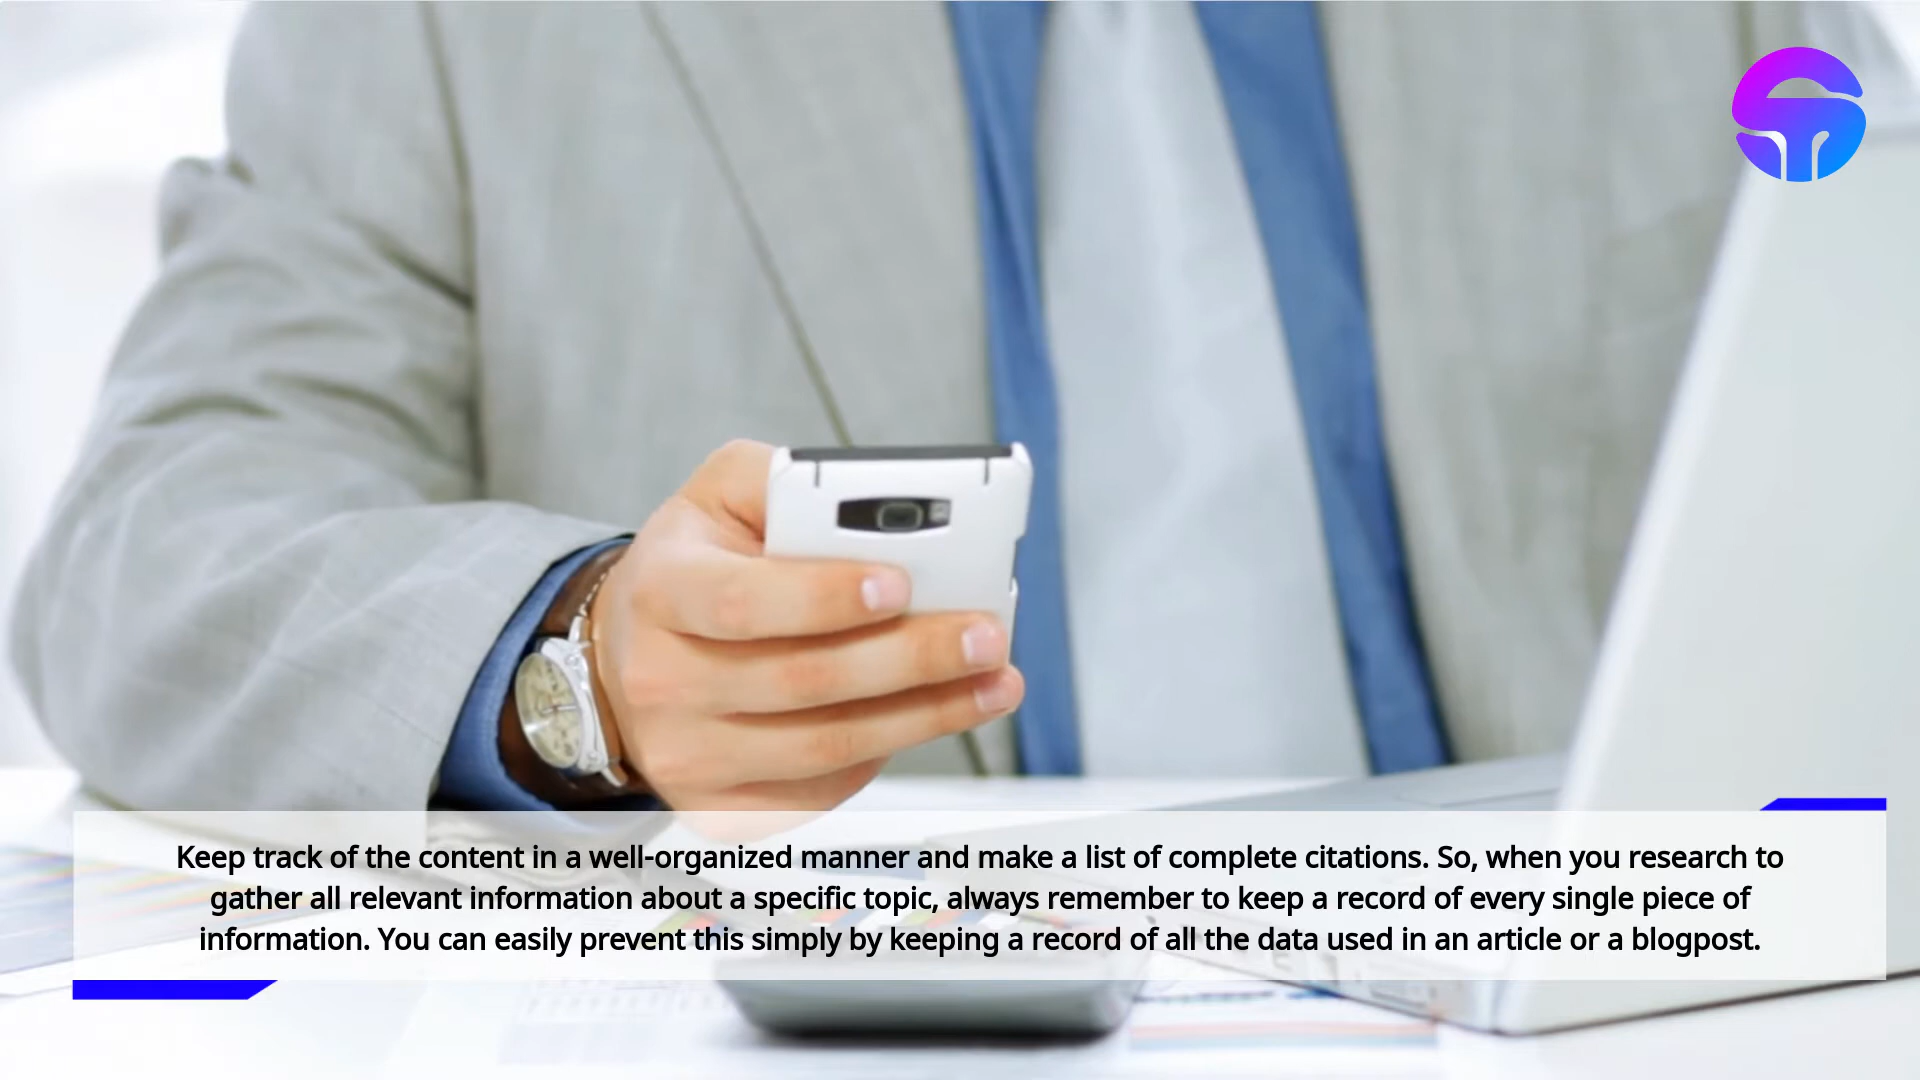 Keep track of the content in a well-organized manner and make a list of complete citations. So, when you research to
gather all relevant information about a specific topic, always remember to keep a record of every single piece of
information. You can easily prevent this simply by keeping a record of all the data used in an article or a blogpost.